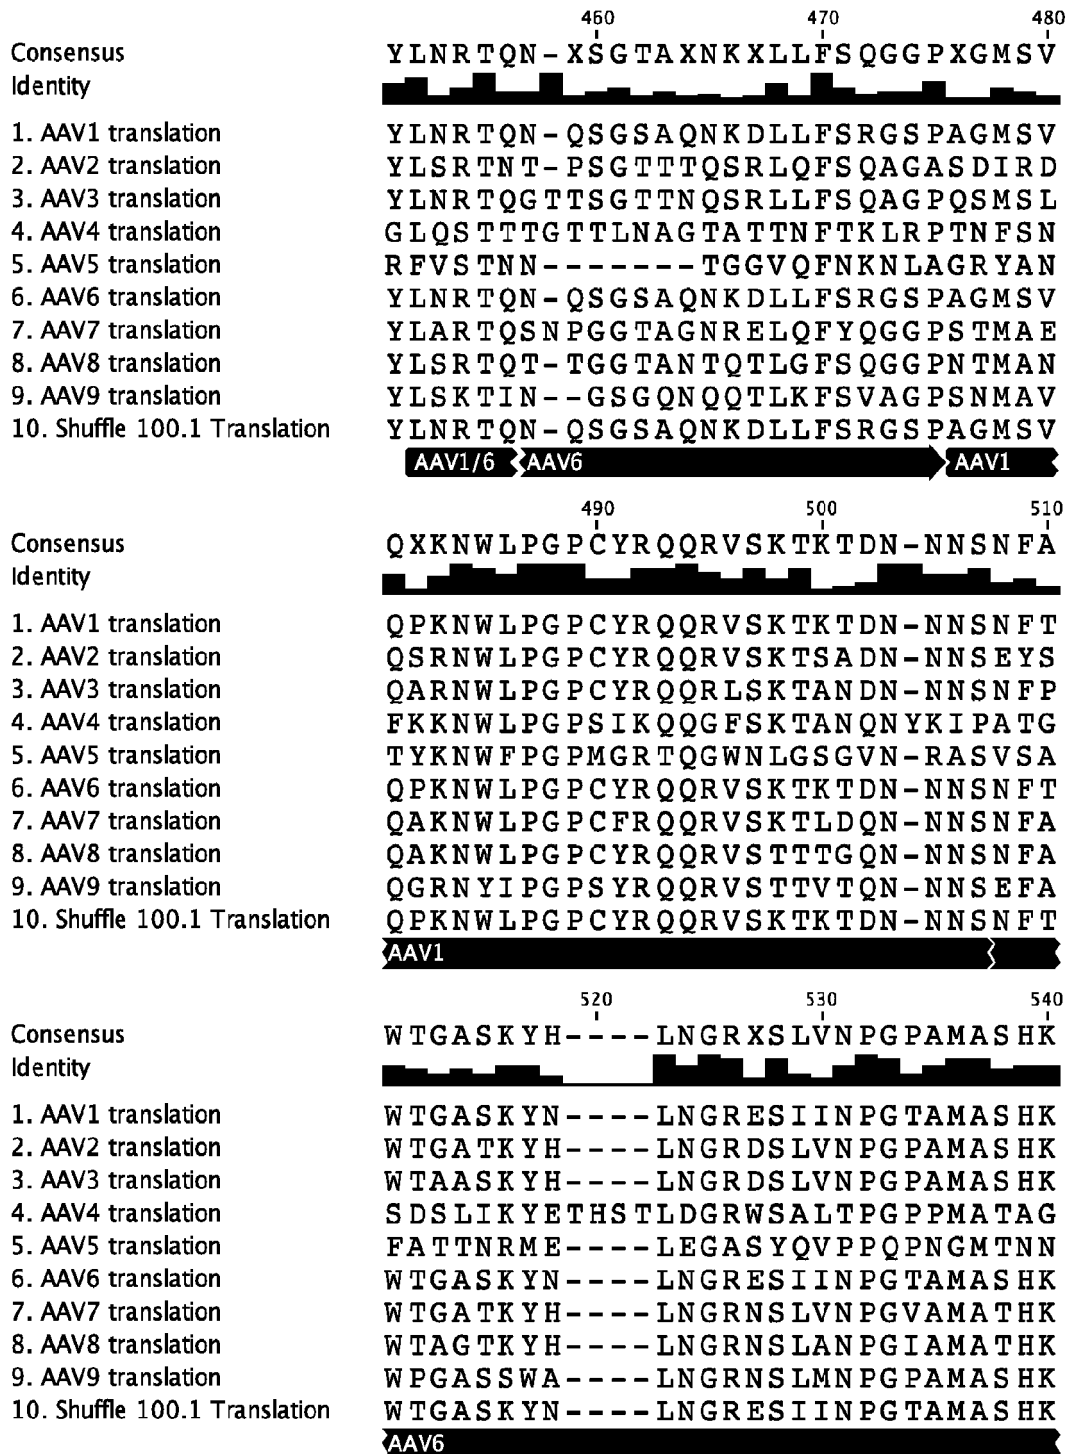 460 470 480
Consensus YLNRTQN-XSGTAXNKXLLFSQGGPXGMSV
Identity
1. AAV1 translation YLNRTQN-QSGSAQNKDLLFSRGSPAGMSV
2. AAV2 translation YLSRTNT-PSGTTTQSRLQFSQAGASDIRD
3. AAV3 translation YLNRTQGTTSGTTNQSRLLFSQAGPQSMSL
4. AAV4 translation GLQSTTTGTTLNAGTATTNFTKLRPTNFSN
5. AAV5 translation RFVSTNN-------TGGVQFNKNLAGRYAN
6. AAV6 translation YLNRTQN-QSGSAQNKDLLFSRGSPAGMSV
7. AAV7 translation YLARTQSNPGGTAGNRELQFYQGGPSTMAE
8. AAV8 translation YLSRTQT-TGGTANTQTLGFSQGGPNTMAN
9. AAV9 translation YLSKTIN--GSGQNQQTLKFSVAGPSNMAV
10. Shuffle 100.1 Translation YLNRTQN-QSGSAQNKDLLFSRGSPAGMSV
AAV1/6 AAV6 AAV1
490 500 510
Consensus QXKNWLPGPCYRQQRVSKTKTDN-NNSNFA
Identity
1. AAV1 translation QPKNWLPGPCYRQQRVSKTKTDN-NNSNFT
2. AAV2 translation QSRNWLPGPCYRQQRVSKTSADN-NNSEYS
3. AAV3 translation QARNWLPGPCYRQQRLSKTANDN-NNSNFP
4. AAV4 translation FKKNWLPGPSIKQQGFSKTANQNYKIPATG
5. AAV5 translation TYKNWFPGPMGRTQGWNLGSGVN-RASVSA
6. AAV6 translation QPKNWLPGPCYRQQRVSKTKTDN-NNSNFT
7. AAV7 translation QAKNWLPGPCFRQQRVSKTLDQN-NNSNFA
8. AAV8 translation QAKNWLPGPCYRQQRVSTTTGQN-NNSNFA
9. AAV9 translation QGRNYIPGPSYRQQRVSTTVTQN-NNSEFA
10. Shuffle 100.1 Translation QPKNWLPGPCYRQQRVSKTKTDN-NNSNFT
AAV1
520 530 540
Consensus WTGASKYH----LNGRXSLVNPGPAMASHK
Identity
1. AAV1 translation WTGASKYN----LNGRESIINPGTAMASHK
2. AAV2 translation WTGATKYH----LNGRDSLVNPGPAMASHK
3. AAV3 translation WTAASKYH----LNGRDSLVNPGPAMASHK
4. AAV4 translation SDSLIKYETHSTLDGRWSALTPGPPMATAG
5. AAV5 translation FATTNRME----LEGASYQVPPQPNGMTNN
6. AAV6 translation WTGASKYN----LNGRESIINPGTAMASHK
7. AAV7 translation WTGATKYH----LNGRNSLVNPGVAMATHK
8. AAV8 translation WTAGTKYH----LNGRNSLANPGIAMATHK
9. AAV9 translation WPGASSWA----LNGRNSLMNPGPAMASHK
10. Shuffle 100.1 Translation WTGASKYN----LNGRESIINPGTAMASHK
AAV6